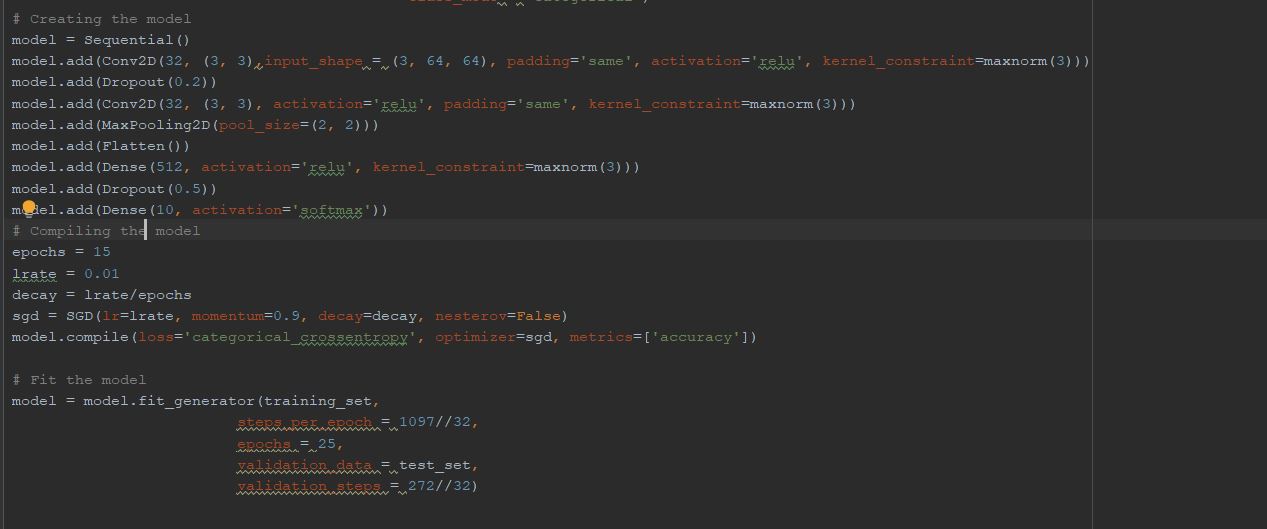 # Creating the model
model = Sequential()
model.add(Conv2D(32, (3, 3),input_shape = (3, 64, 64), padding='same', activation='relu', kernel_constraint=maxnorm(3)))
model.add(Dropout(0.2))
model.add(Conv2D(32, (3, 3), activation='relu', padding='same', kernel_constraint=maxnorm(3)))
model.add(MaxPooling2D(pool_size=(2, 2)))
model.add(Flatten())
model.add(Dense(512, activation='relu', kernel_constraint=maxnorm(3)))
model.add(Dropout(0.5))
model.add(Dense(10, activation='softmax'))
# Compiling the model
epochs = 15
lrate = 0.01
decay = lrate/epochs
sgd = SGD(lr=lrate, momentum=0.9, decay=decay, nesterov=False)
model.compile(loss='categorical_crossentropy', optimizer=sgd, metrics=['accuracy'])
# Fit the model
model = model.fit_generator(training_set,
steps_per_epoch = 1097//32,
epochs = 25,
validation_data = test_set,
validation_steps = 272//32)